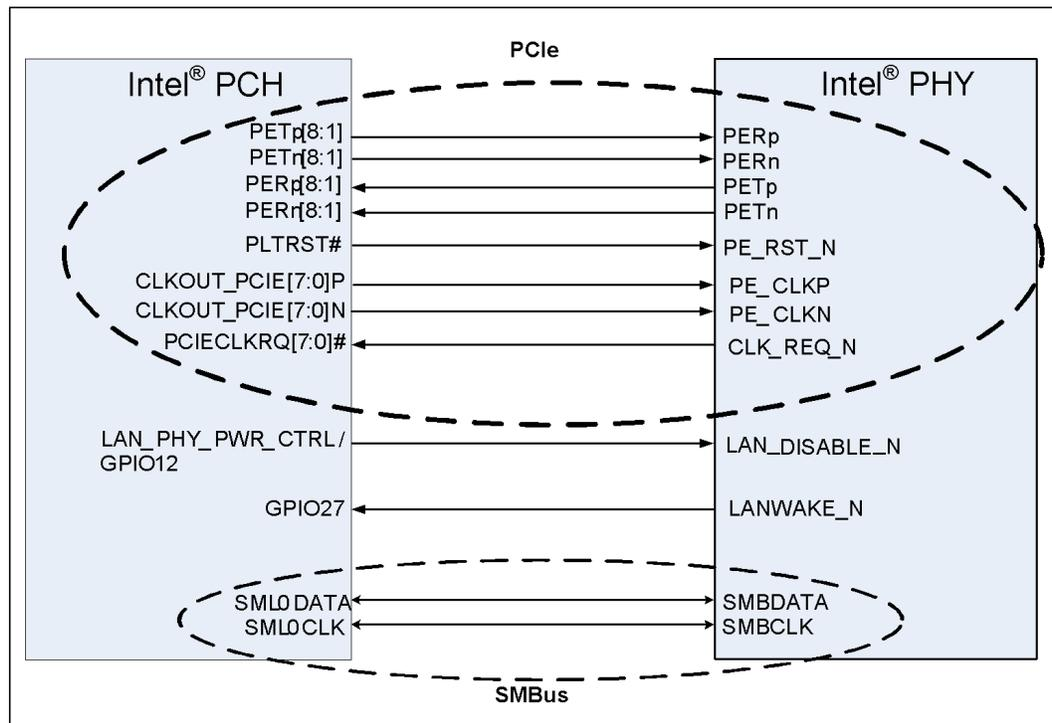 PCIe
Intel® PCH
Intel® PHY
PETp[8:1]
PERp
PETn[8:1]
PERn
PERp[8:1]
PETp
PERn[8:1]
PETn
PLTRST#
PE_RST_N
CLKOUT_PCIE[7:0]P
PE_CLKP
CLKOUT_PCIE[7:0]N
PE_CLKN
PCIECLKRQ[7:0]#
CLK_REQ_N
LAN_PHY_PWR_CTRL/
GPIO12
LAN_DISABLE_N
GPIO27
LANWAKE_N
SML0DATA
SMBDATA
SML0CLK
SMBCLK
SMBus